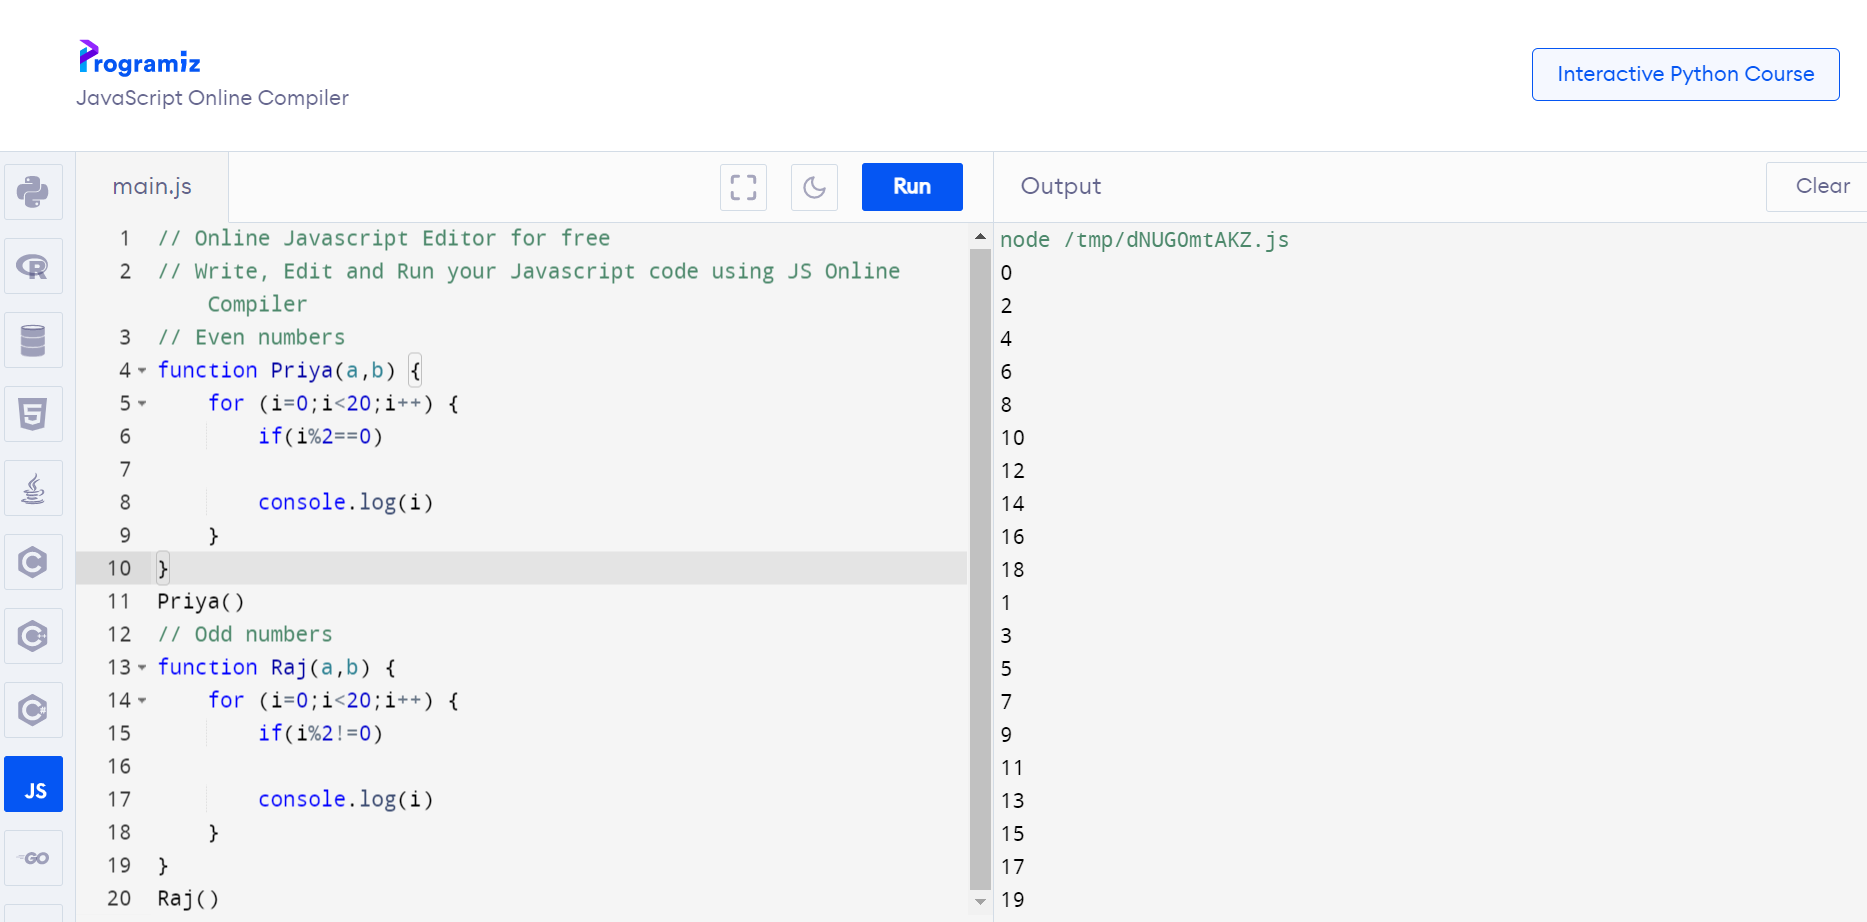 Programiz
JavaScript Online Compiler
Interactive Python Course
main.js
Run
Output
Clear
1 // Online Javascript Editor for free
2 // Write, Edit and Run your Javascript code using JS Online
Compiler
3 // Even numbers
4 function Priya(a,b) {
5 for (i=0;i<20;i++) {
6 if(i%2==0)
7
8 console.log(i)
9 }
10 }
11 Priya()
12 // Odd numbers
13 function Raj(a,b) {
14 for (i=0;i<20;i++) {
15 if(i%2!=0)
16
17 console.log(i)
18 }
19 }
20 Raj()
node /tmp/dNUGOmtAKZ.js
0
2
4
6
8
10
12
14
16
18
1
3
5
7
9
11
13
15
17
19
R
5
C
C++
C#
JS
GO